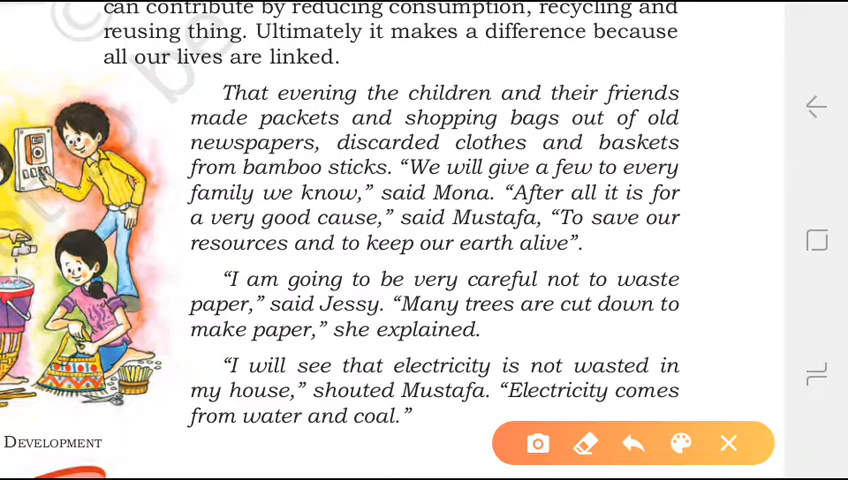 can contribute by reducing consumption, recycling and
reusing thing. Ultimately it makes a difference because
all our lives are linked.
That evening the children and their friends
made packets and shopping bags out of old
newspapers, discarded clothes and baskets
from bamboo sticks. “We will give a few to every
family we know,” said Mona. “After all it is for
a very good cause,” said Mustafa, “To save our
resources and to keep our earth alive”.
“I am going to be very careful not to waste
paper,” said Jessy. “Many trees are cut down to
make paper,” she explained.
“I will see that electricity is not wasted in
my house,” shouted Mustafa. “Electricity comes
from water and coal.”
DEVELOPMENT